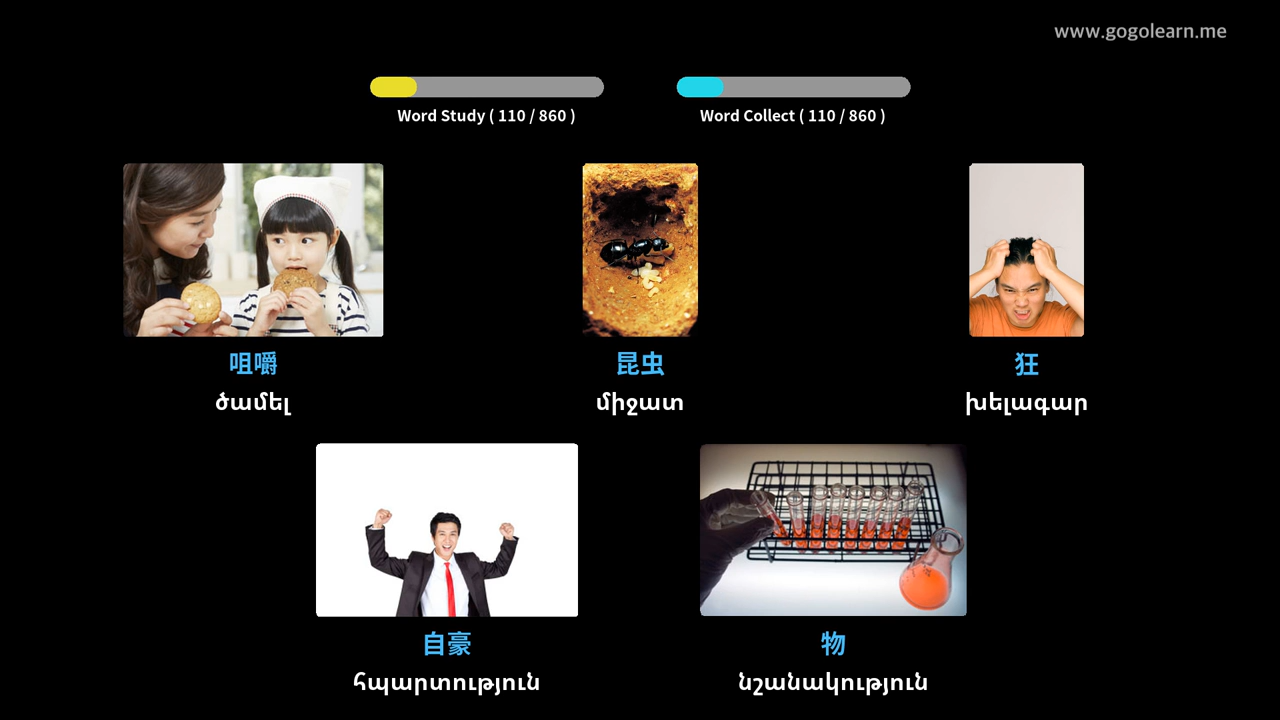 www.gogolearn.me
Word Study ( 110 / 860 )
Word Collect ( 110 / 860 )
咀嚼
ծամել
昆虫
միջատ
狂
խելագար
自豪
հպարտություն
物
նշանակություն